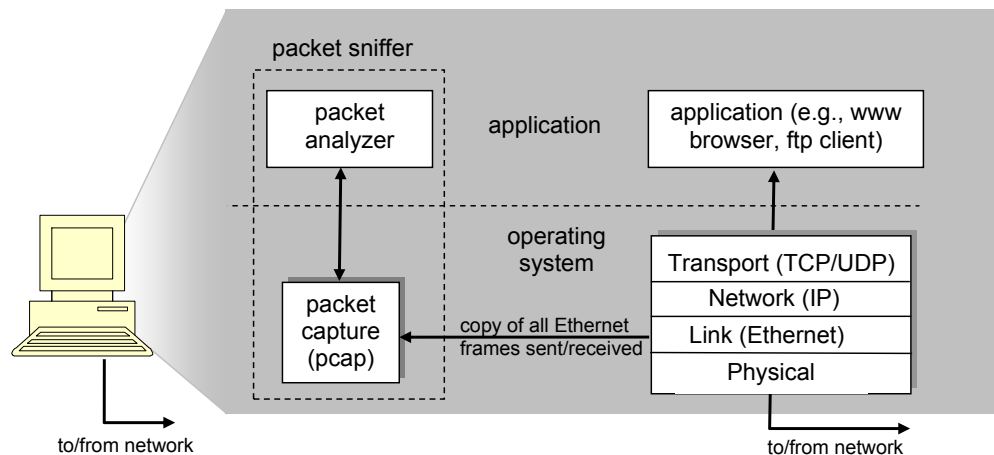 packet sniffer
packet
analyzer
application
application (e.g., www
browser, ftp client)
operating
system
packet
capture
(pcap)
copy of all Ethernet
frames sent/received
Transport (TCP/UDP)
Network (IP)
Link (Ethernet)
Physical
to/from network
to/from network